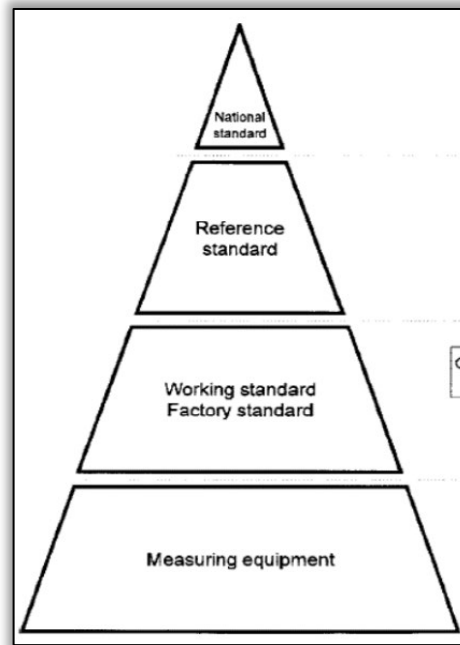 National
standard
Reference
standard
Working standard
Factory standard
Measuring equipment